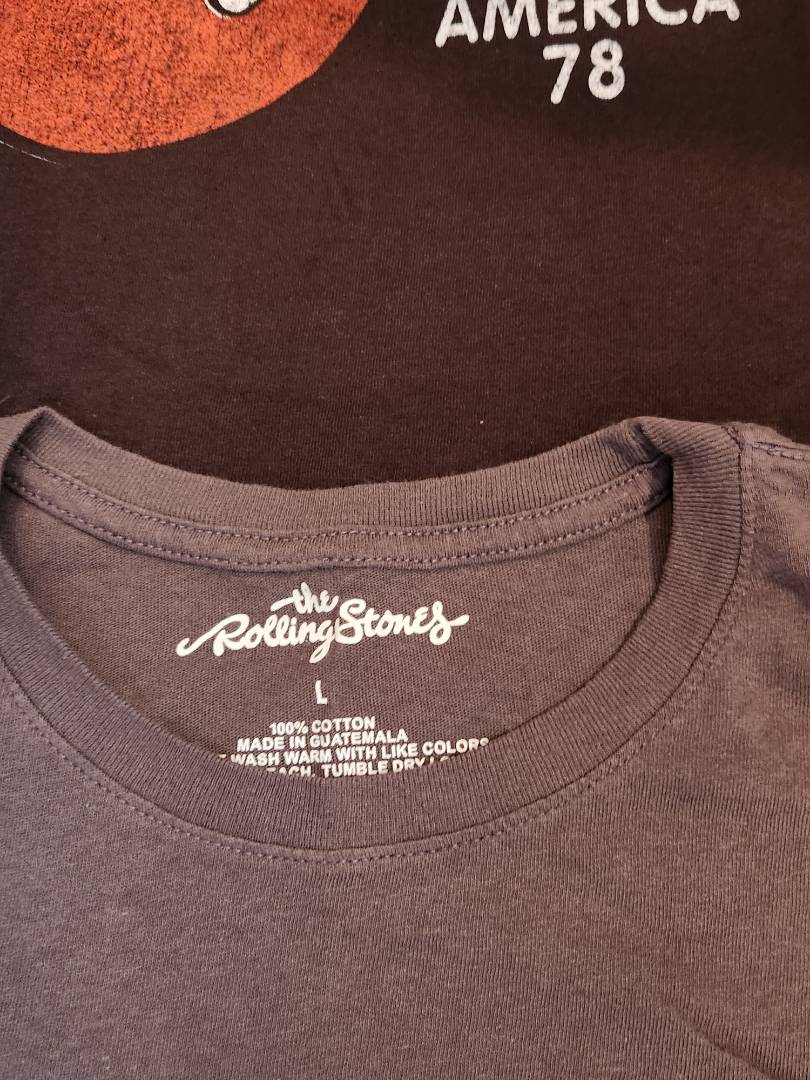 AMERICA
78
the
Rolling Stones
L
100% COTTON
MADE IN GUATEMALA
WASH WARM WITH LIKE COLORS
TUMBLE DRY